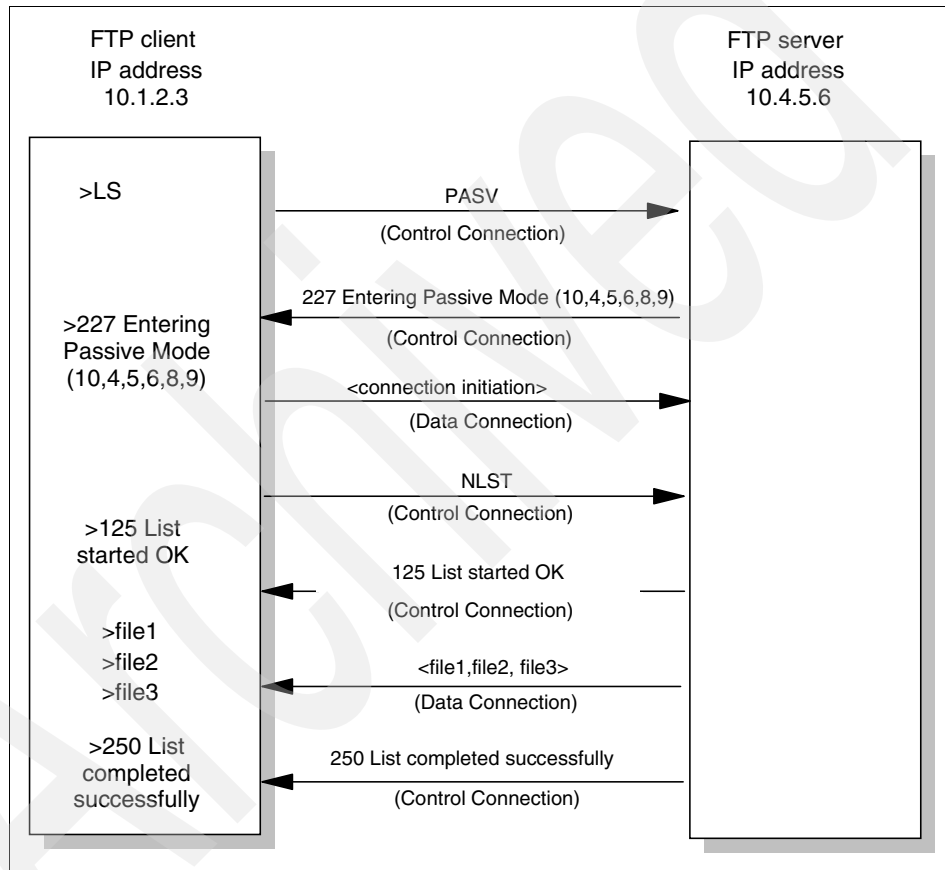 FTP client
IP address
10.1.2.3
FTP server
IP address
10.4.5.6
>LS
PASV
(Control Connection)
227 Entering Passive Mode (10,4,5,6,8,9)
(Control Connection)
>227 Entering
Passive Mode
(10,4,5,6,8,9)
<connection initiation>
(Data Connection)
NLST
(Control Connection)
>125 List
started OK
125 List started OK
(Control Connection)
>file1
>file2
>file3
<file1,file2, file3>
(Data Connection)
>250 List
completed
successfully
250 List completed successfully
(Control Connection)
Archived